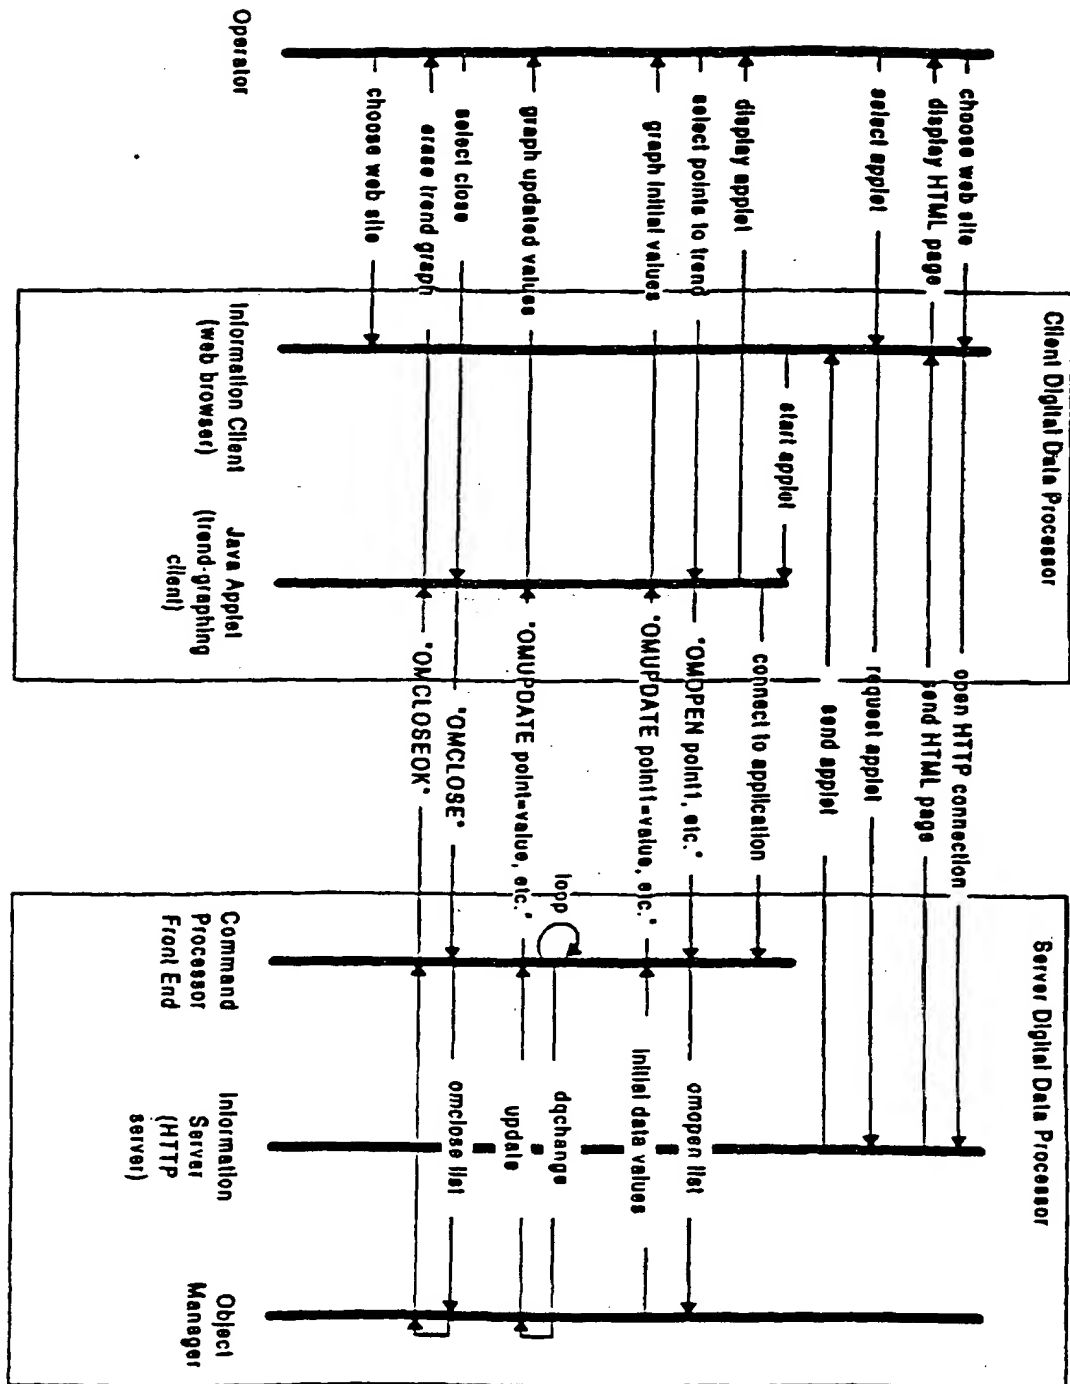 Client Digital Data Processor
Server Digital Data Processor
choose web site
open HTTP connection
display HTML page
send HTML page
select applet
request applet
send applet
start applet
connect to application
display applet
select points to trend
"OMOPEN point1, etc."
omopen list
graph initial values
"OMUPDATE point1=value, etc."
initial data values
loop
dqchange
graph updated values
"OMUPDATE point=value, etc."
update
select close
"OMCLOSE"
omclose list
erase trend graph
"OMCLOSEOK"
choose web site
Operator
Information Client
(web browser)
Java Applet
(trend-graphing
client)
Command
Processor
Front End
Information
Server
(HTTP
server)
Object
Manager